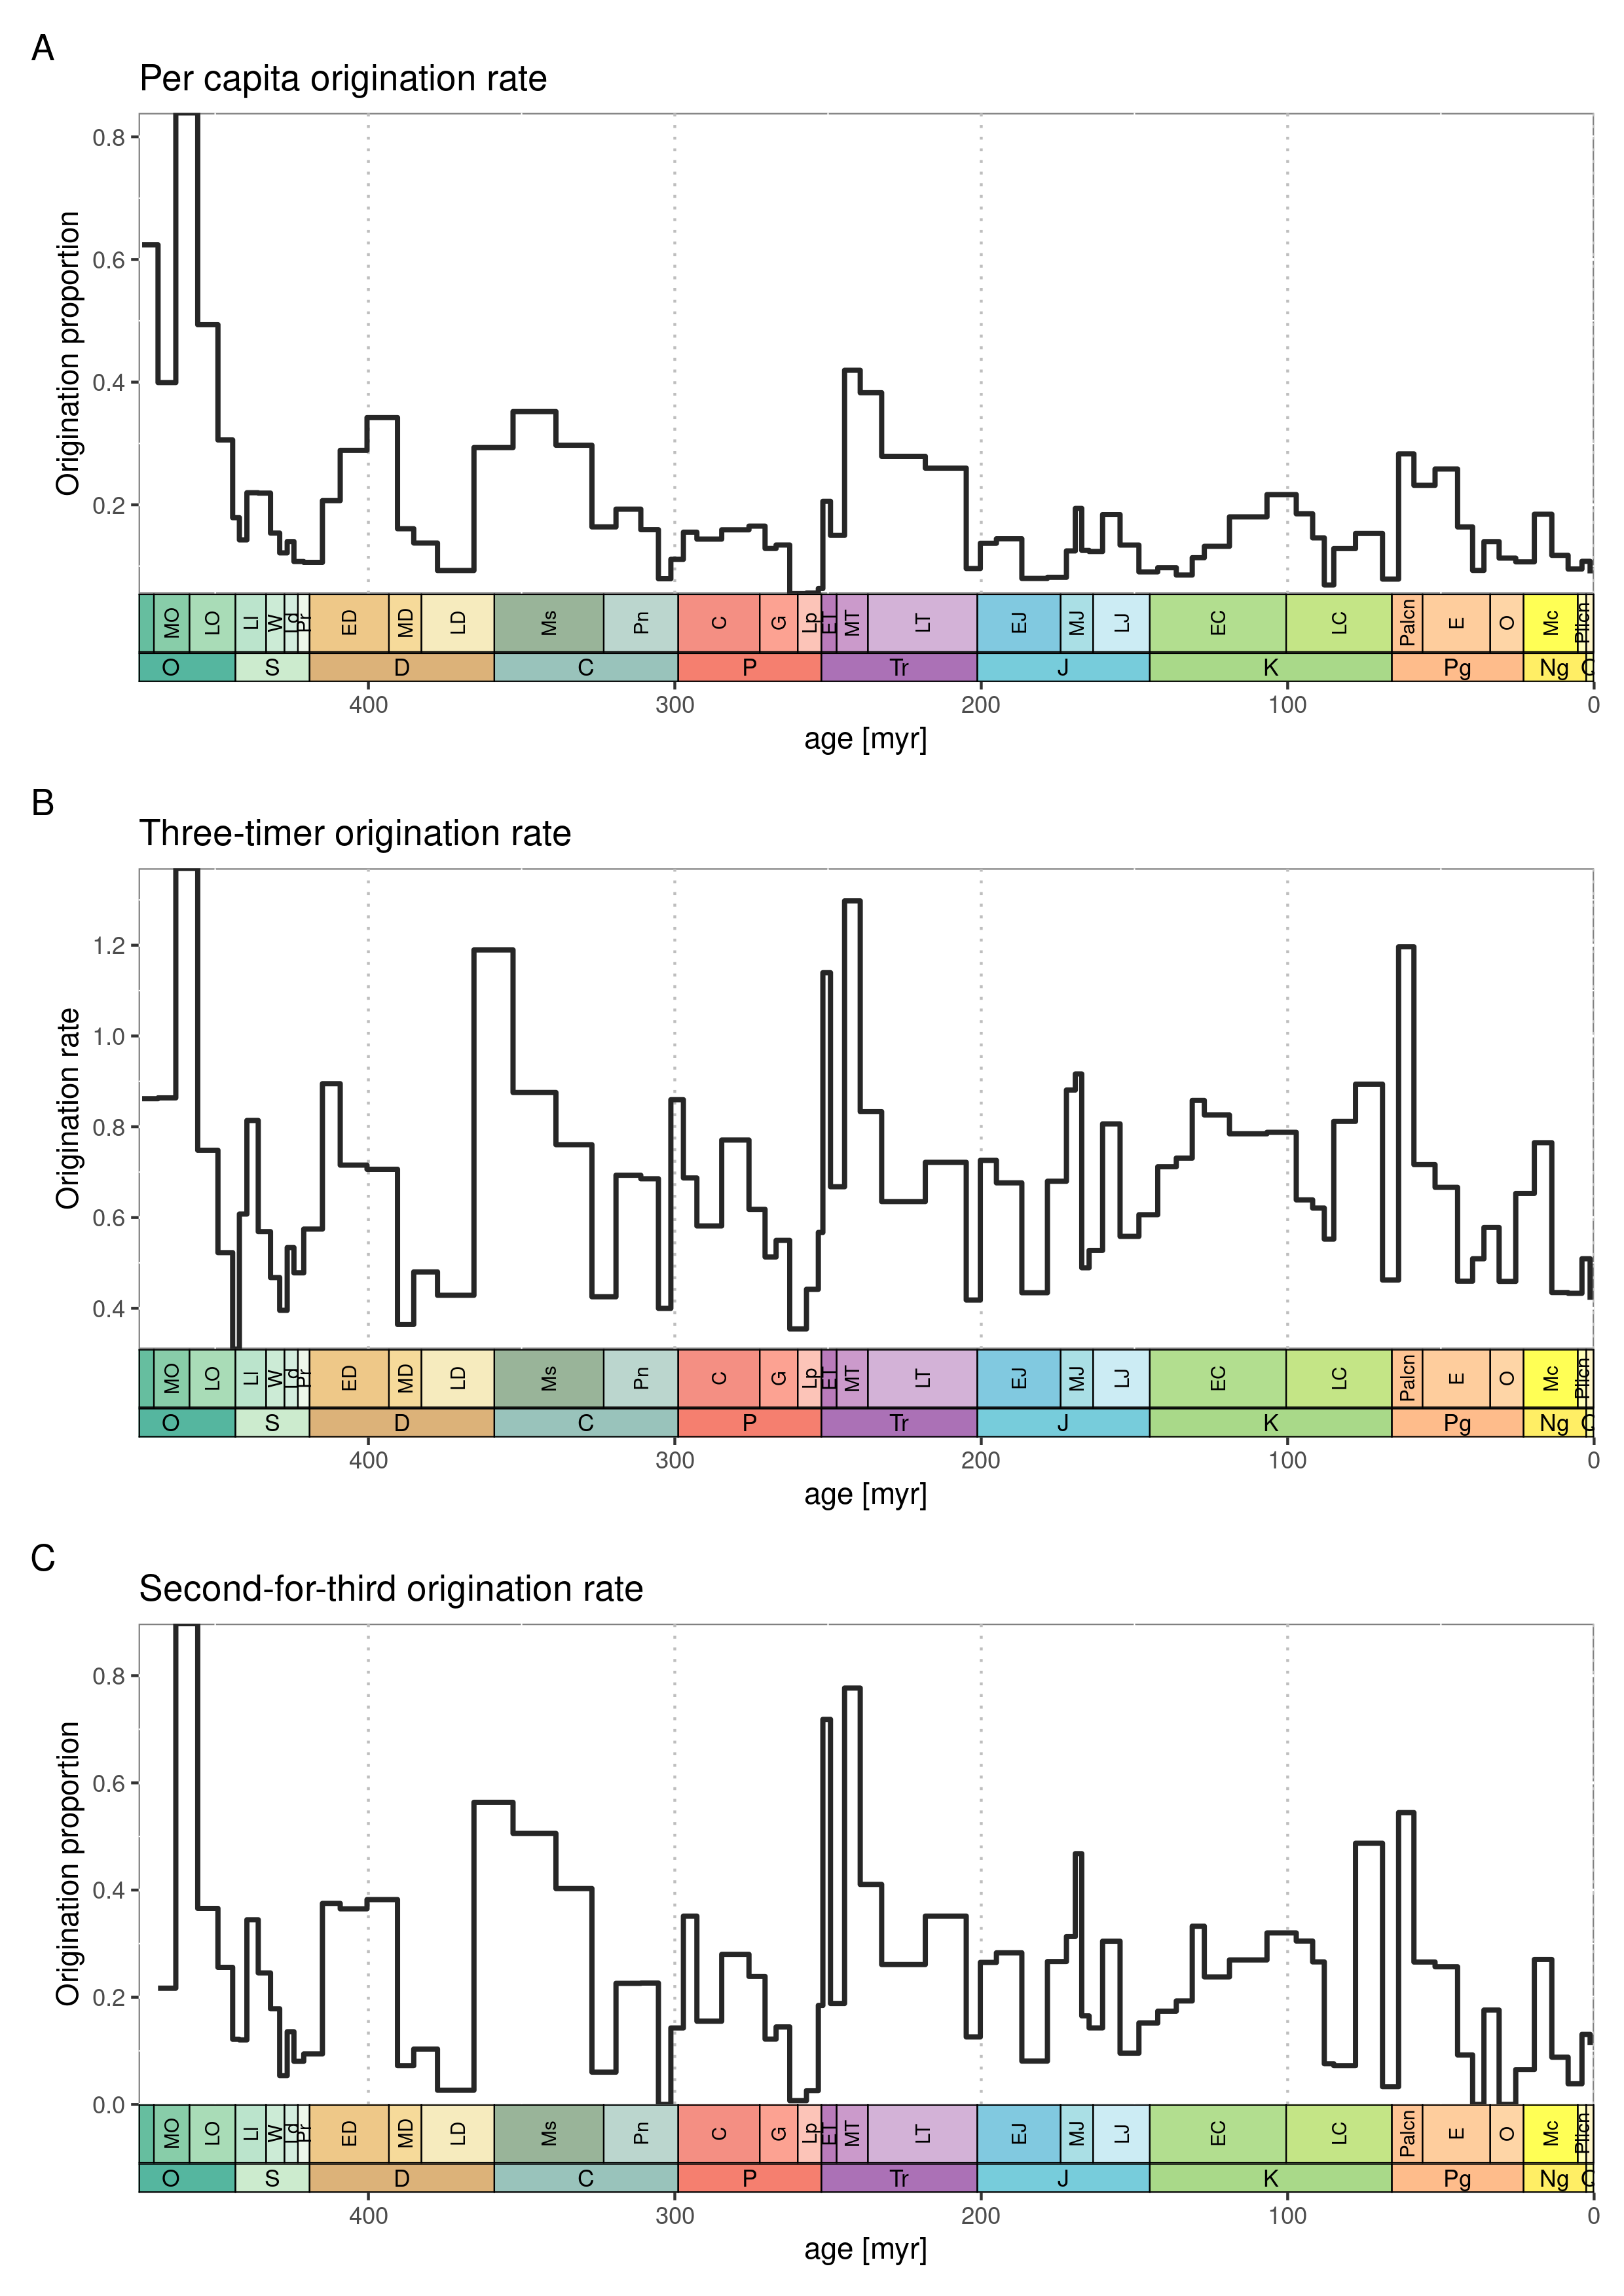 A
Per capita origination rate
Origination proportion
0.8
0.6
0.4
0.2
MO LO Ll W Ld Pr ED MD LD Ms Pn C G Lp ET MT LT EJ MJ LJ EC LC Palcn E O Mc Plicn
O S D C P Tr J K Pg Ng Q
400 300 200 100 0
age [myr]
B
Three-timer origination rate
Origination rate
1.2
1.0
0.8
0.6
0.4
MO LO Ll W Ld Pr ED MD LD Ms Pn C G Lp ET MT LT EJ MJ LJ EC LC Palcn E O Mc Plicn
O S D C P Tr J K Pg Ng Q
400 300 200 100 0
age [myr]
C
Second-for-third origination rate
Origination proportion
0.8
0.6
0.4
0.2
0.0
MO LO Ll W Ld Pr ED MD LD Ms Pn C G Lp ET MT LT EJ MJ LJ EC LC Palcn E O Mc Plicn
O S D C P Tr J K Pg Ng Q
400 300 200 100 0
age [myr]